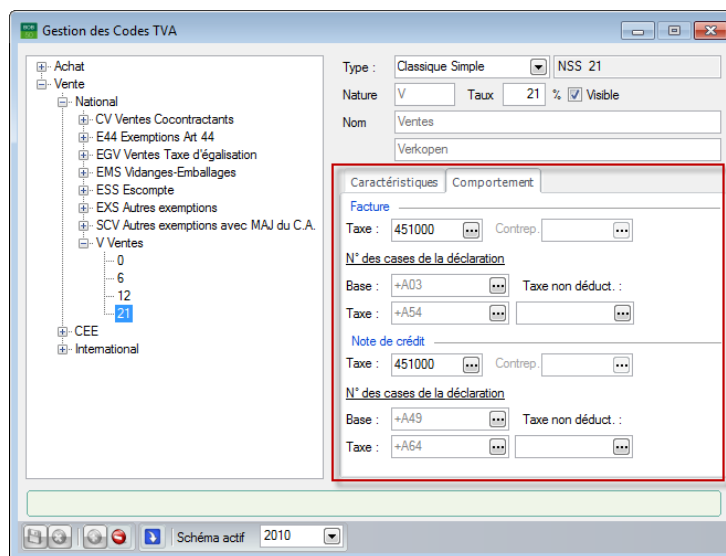 Gestion des Codes TVA
Achat
Vente
National
CV Ventes Cocontractants
E44 Exemptions Art 44
EGV Ventes Taxe d'égalisation
EMS Vidanges-Emballages
ESS Escompte
EXS Autres exemptions
SCV Autres exemptions avec MAJ du C.A.
V Ventes
0
6
12
21
CEE
International
Type : Classique Simple NSS 21
Nature V Taux 21 % Visible
Nom Ventes
Verkopen
Caractéristiques Comportement
Facture
Taxe : 451000 ... Contrep. ...
N° des cases de la déclaration
Base : +A03 ... Taxe non déduct. :
Taxe : +A54 ... ...
Note de crédit
Taxe : 451000 ... Contrep. ...
N° des cases de la déclaration
Base : +A49 ... Taxe non déduct. :
Taxe : +A64 ... ...
Schéma actif 2010